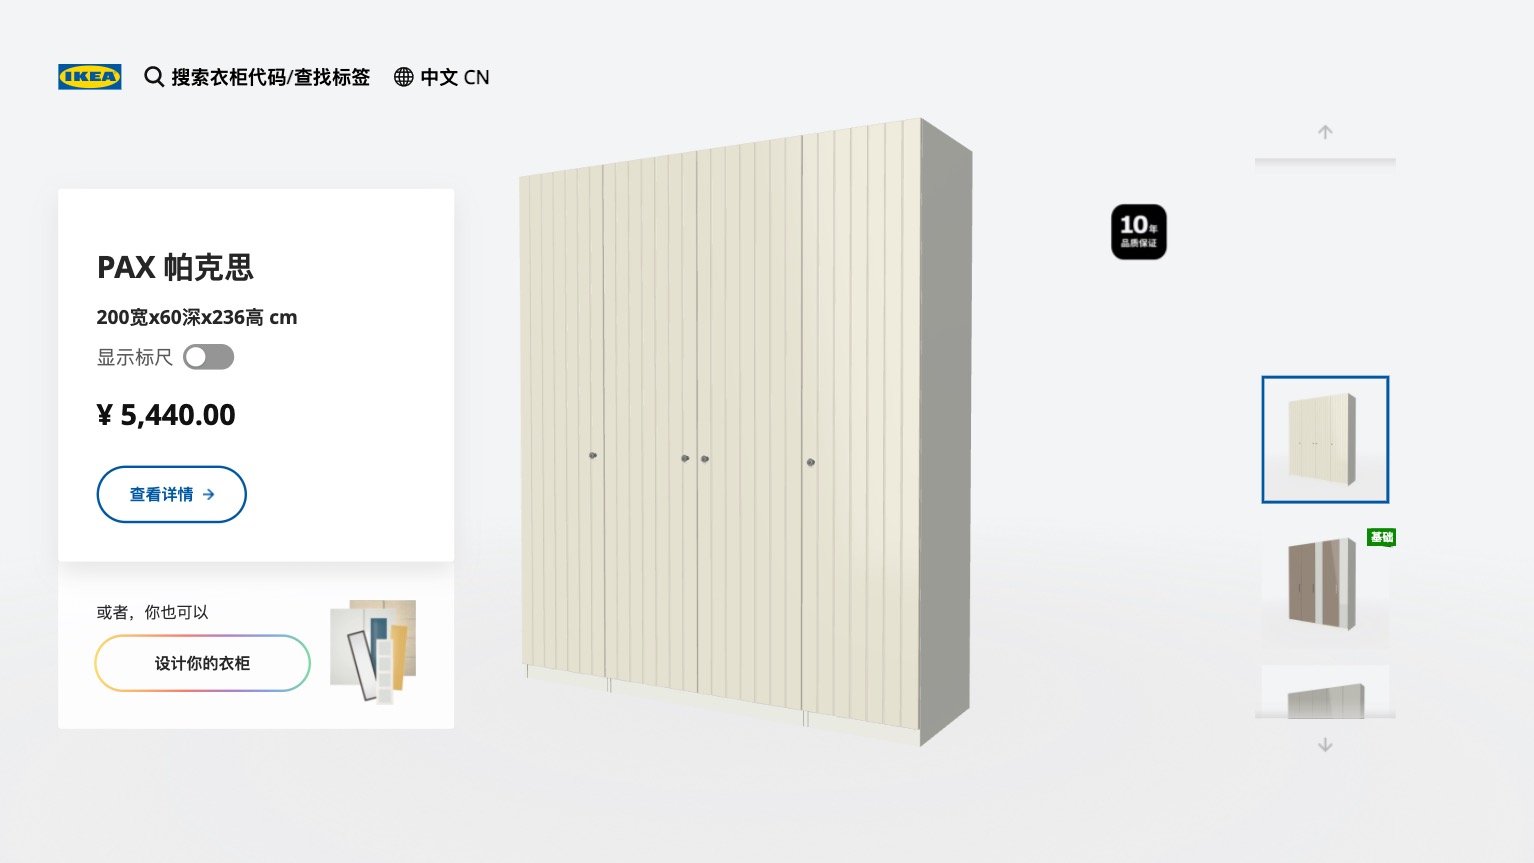 IKEA
搜索衣柜代码/查找标签
中文 CN
PAX 帕克思
200宽x60深x236高 cm
显示标尺
¥ 5,440.00
查看详情
或者，你也可以
设计你的衣柜
10年
品质保证
基础